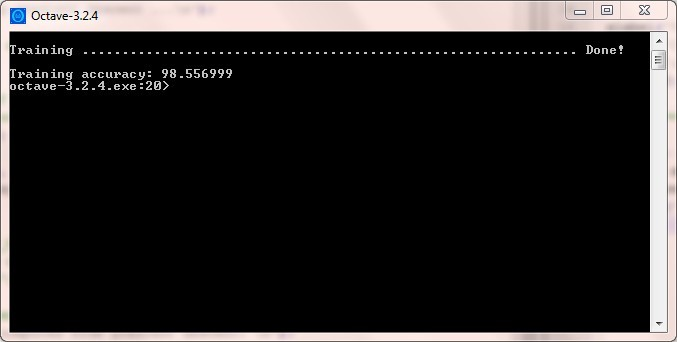 Octave-3.2.4
Training .............................................................. Done!
Training accuracy: 98.556999
octave-3.2.4.exe:20>